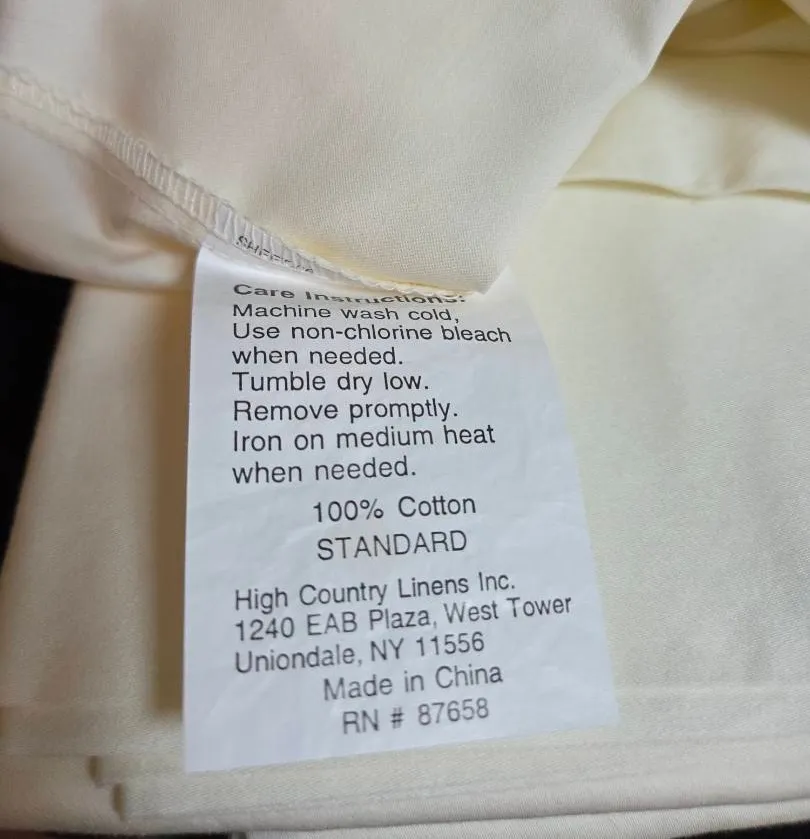 Care Instructions:
Machine wash cold,
Use non-chlorine bleach
when needed.
Tumble dry low.
Remove promptly.
Iron on medium heat
when needed.
100% Cotton
STANDARD
High Country Linens Inc.
1240 EAB Plaza, West Tower
Uniondale, NY 11556
Made in China
RN # 87658